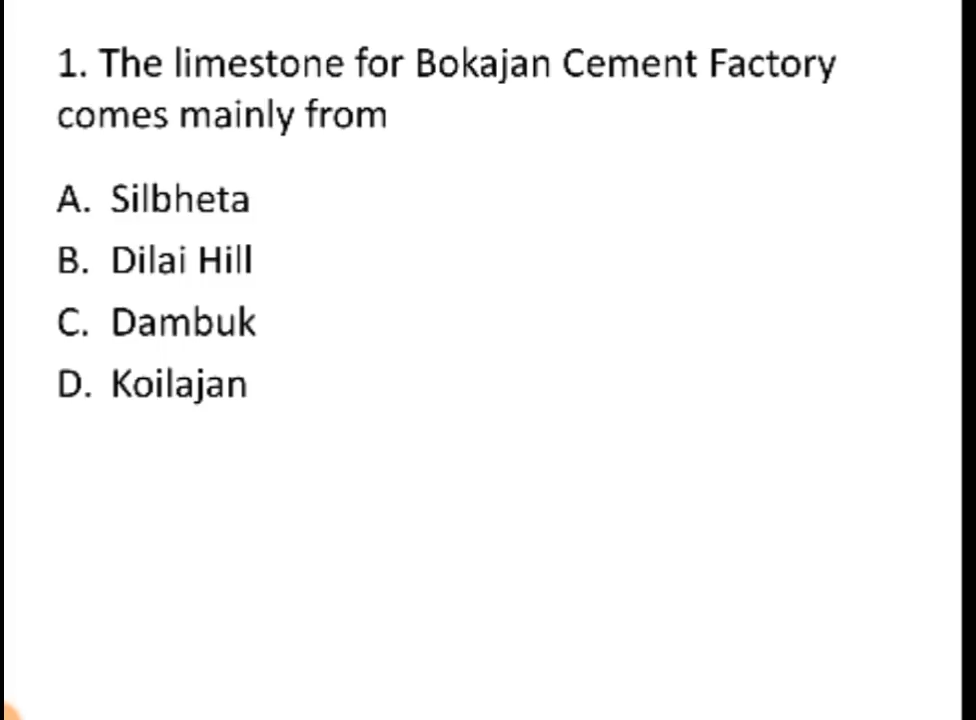 1. The limestone for Bokajan Cement Factory
comes mainly from
A. Silbheta
B. Dilai Hill
C. Dambuk
D. Koilajan